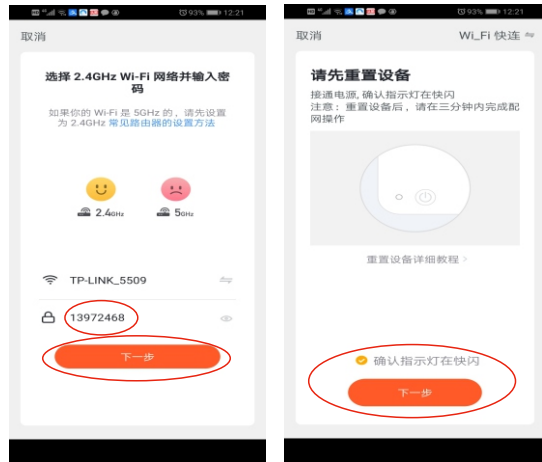 93% 12:21
取消
选择 2.4GHz Wi-Fi 网络并输入密
码
如果你的 Wi-Fi 是 5GHz 的，请先设置
为 2.4GHz 常见路由器的设置方法
2.4GHz 5GHz
TP-LINK_5509
13972468
下一步
93% 12:21
取消 Wi_Fi 快连
请先重置设备
接通电源,确认指示灯在快闪
注意：重置设备后，请在三分钟内完成配
网操作
重置设备详细教程
确认指示灯在快闪
下一步